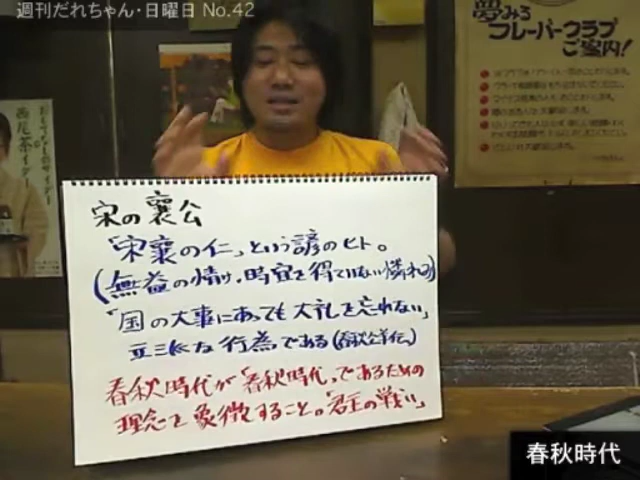 週刊だれちゃん・日曜日 No.42
夢みる
フレーバークラブ
ご案内!
西尾茶
宋の襄公
「宋襄の仁」という諺のヒト。
(無益の情け・時宜を得ていない憐れみ)
「国の大事にあっても大礼を忘れない」
立派な行為である(春秋公羊伝)
春秋時代が「春秋時代」であるための
理念を象徴すること。「君主の戦い」
春秋時代